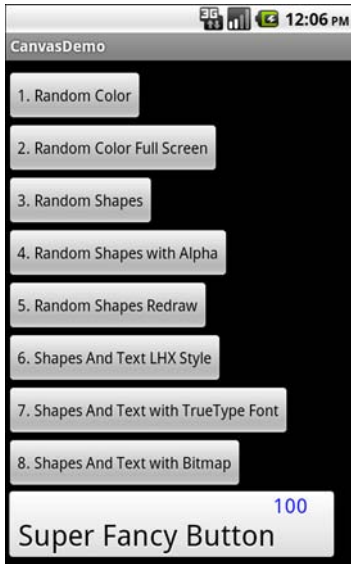 3G 12:06 PM
CanvasDemo
1. Random Color
2. Random Color Full Screen
3. Random Shapes
4. Random Shapes with Alpha
5. Random Shapes Redraw
6. Shapes And Text LHX Style
7. Shapes And Text with TrueType Font
8. Shapes And Text with Bitmap
100
Super Fancy Button